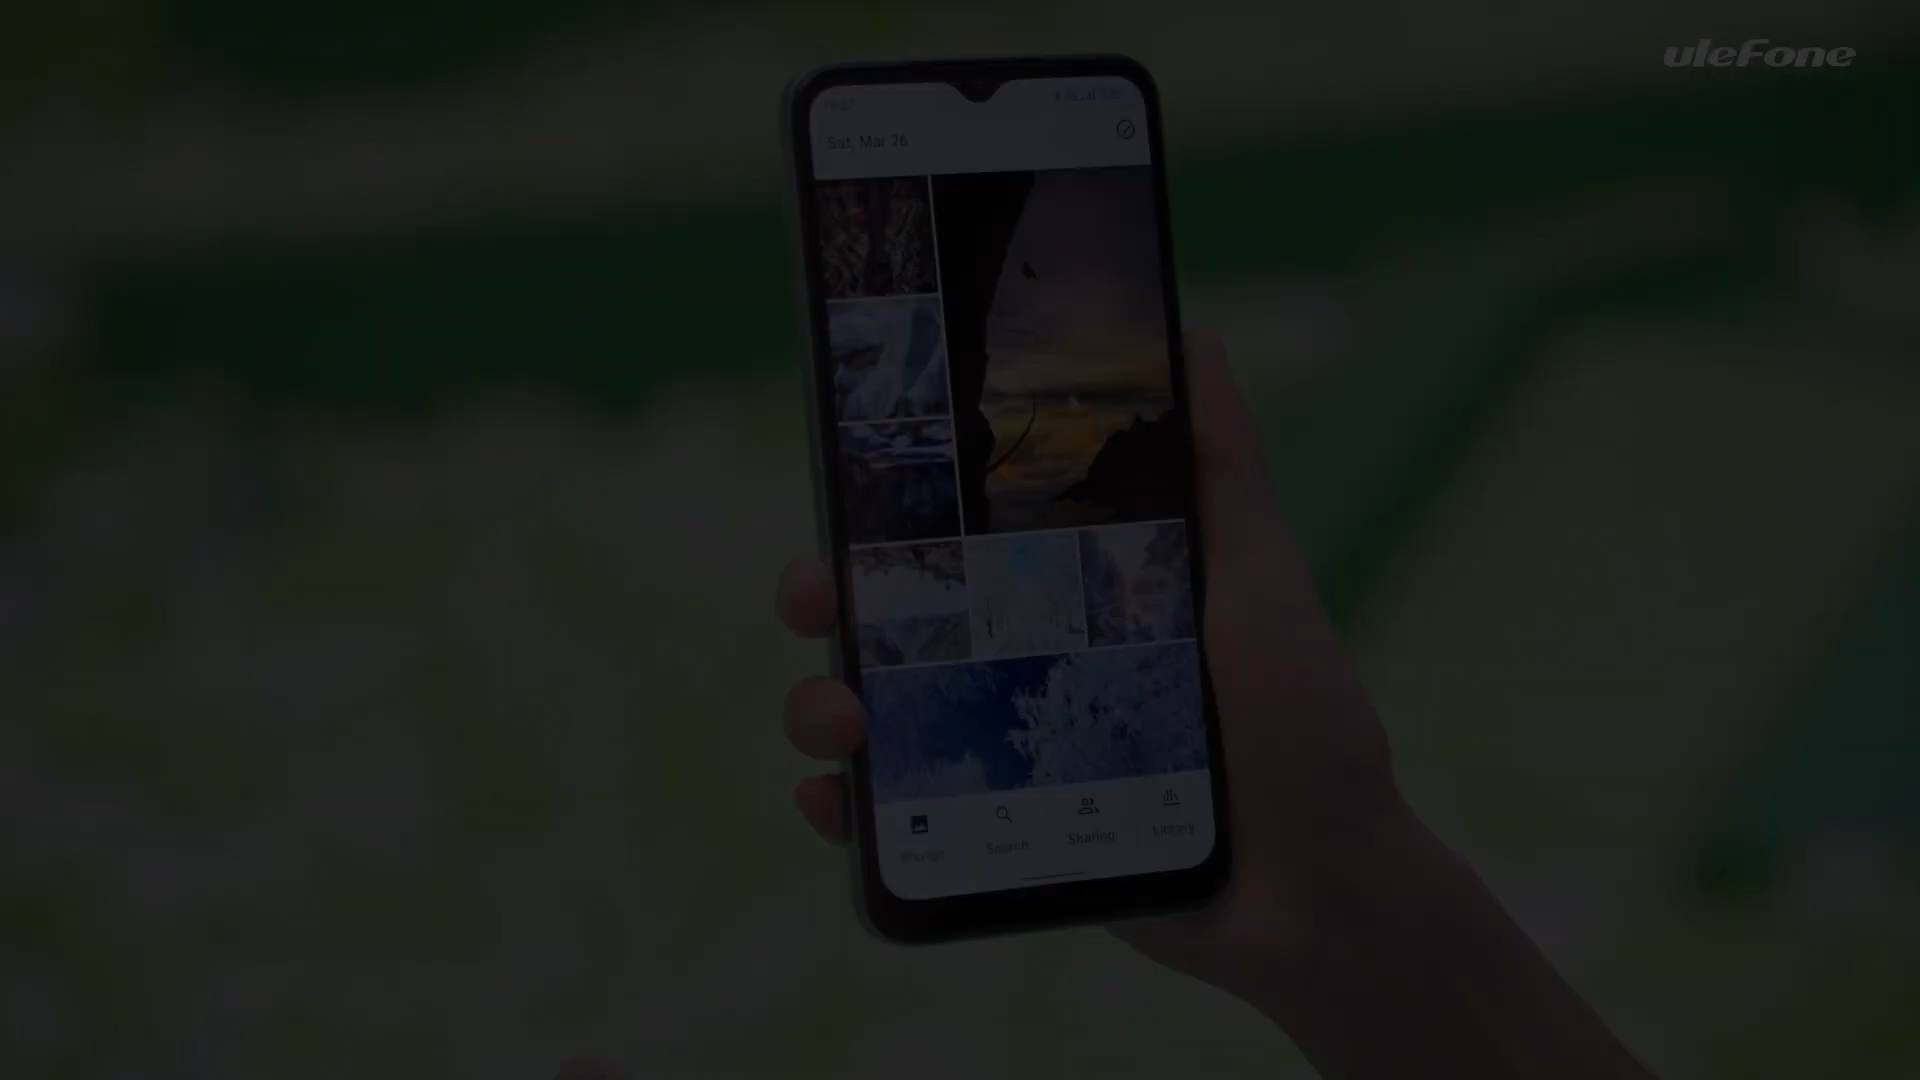 uleFone
Sat, Mar 26
Photos
Search
Sharing
Library